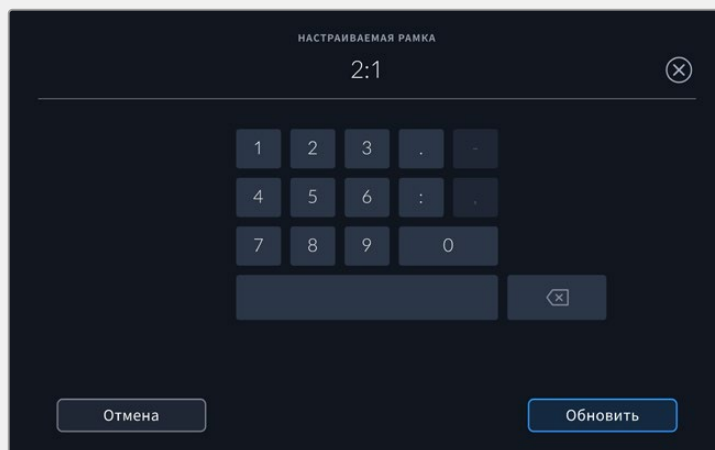 НАСТРАИВАЕМАЯ РАМКА
2:1
1 2 3 . -
4 5 6 : ,
7 8 9 0
Отмена Обновить